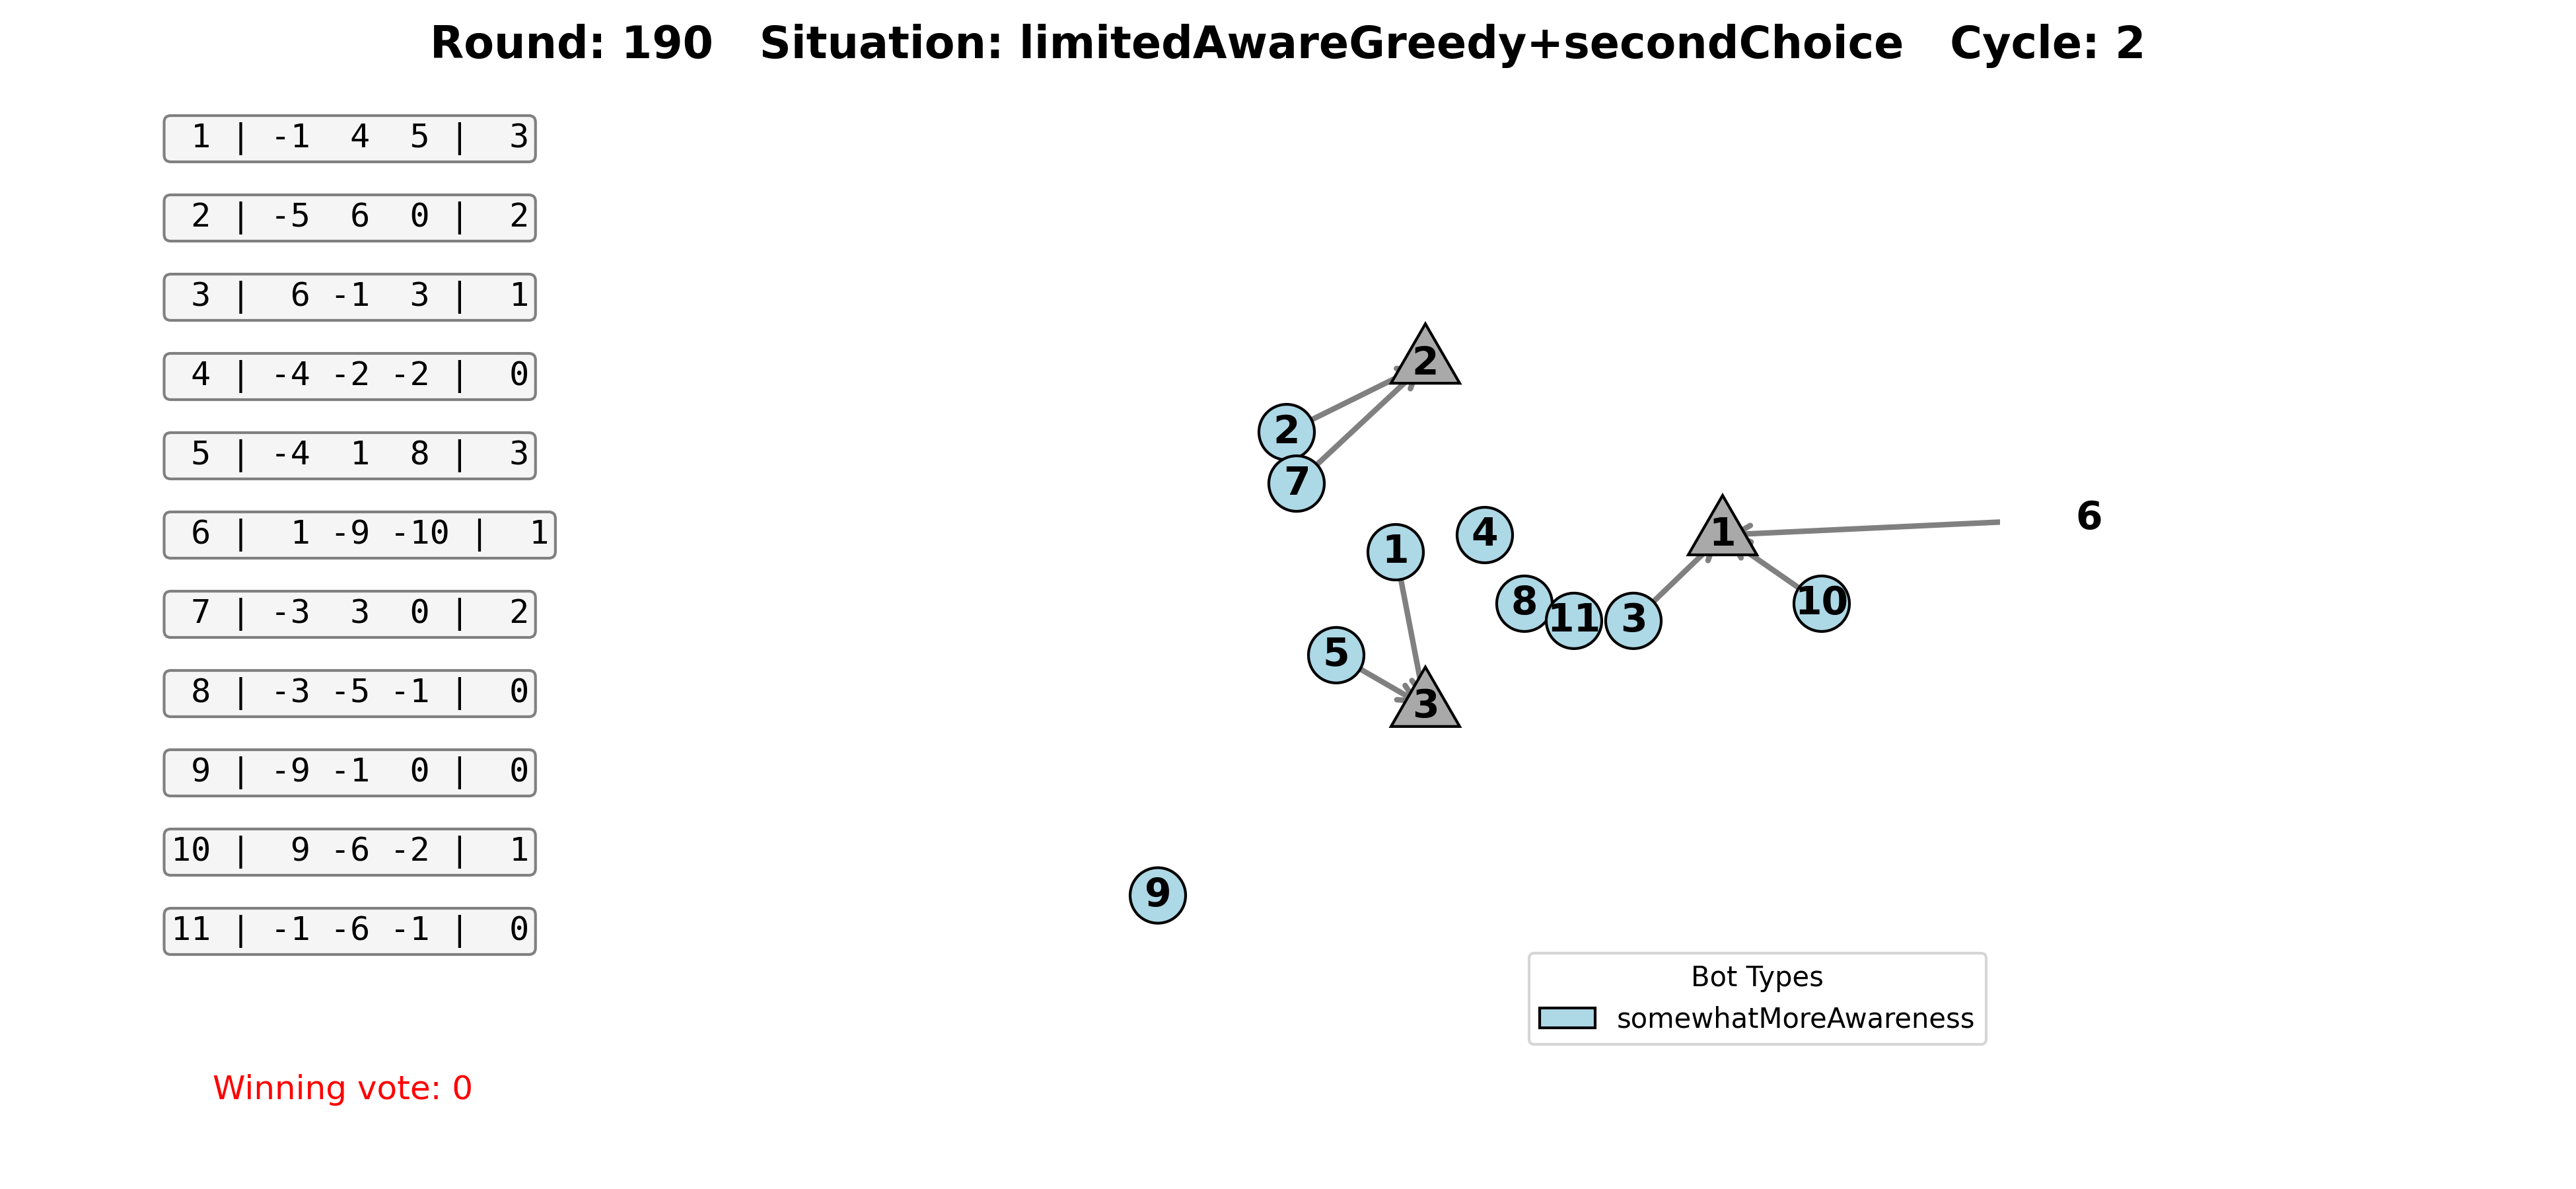 Round: 190   Situation: limitedAwareGreedy+secondChoice   Cycle: 2
1 | -1  4  5 |  3
2 | -5  6  0 |  2
3 |  6 -1  3 |  1
4 | -4 -2 -2 |  0
5 | -4  1  8 |  3
6 |  1 -9 -10 |  1
7 | -3  3  0 |  2
8 | -3 -5 -1 |  0
9 | -9 -1  0 |  0
10 |  9 -6 -2 |  1
11 | -1 -6 -1 |  0
Winning vote: 0
2
2
7
1
4
1
6
8
11
3
10
5
3
9
Bot Types
somewhatMoreAwareness